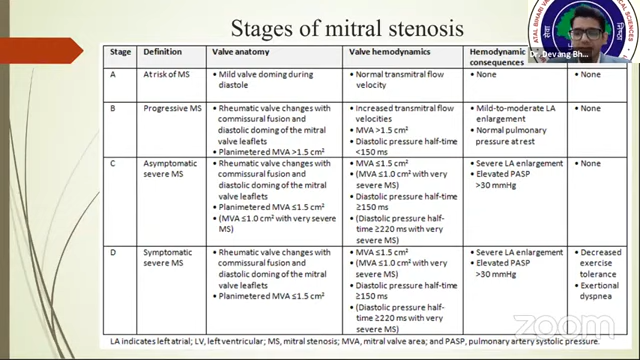 Stages of mitral stenosis
ATAL BIHARI VA
ICAL SCIENCES
Dr. Devang Bh...
Stage Definition Valve anatomy Valve hemodynamics Hemodynamic
consequences
A At risk of MS • Mild valve doming during
diastole
• Normal transmitral flow
velocity
• None • None
B Progressive MS • Rheumatic valve changes with
commissural fusion and
diastolic doming of the mitral
valve leaflets
• Planimetered MVA >1.5 cm²
• Increased transmitral flow
velocities
• MVA >1.5 cm²
• Diastolic pressure half-time
<150 ms
• Mild-to-moderate LA
enlargement
• Normal pulmonary
pressure at rest
• None
C Asymptomatic
severe MS
• Rheumatic valve changes with
commissural fusion and
diastolic doming of the mitral
valve leaflets
• Planimetered MVA ≤1.5 cm²
• (MVA ≤1.0 cm² with very severe
MS)
• MVA ≤1.5 cm²
• (MVA ≤1.0 cm² with very
severe MS)
• Diastolic pressure half-time
≥150 ms
• (Diastolic pressure half-
time ≥220 ms with very
severe MS)
• Severe LA enlargement
• Elevated PASP
>30 mmHg
• None
D Symptomatic
severe MS
• Rheumatic valve changes with
commissural fusion and
diastolic doming of the mitral
valve leaflets
• Planimetered MVA ≤1.5 cm²
• MVA ≤1.5 cm²
• (MVA ≤1.0 cm² with very
severe MS)
• Diastolic pressure half-time
≥150 ms
• (Diastolic pressure half-
time ≥220 ms with very
severe MS)
• Severe LA enlargement
• Elevated PASP
>30 mmHg
• Decreased
exercise
tolerance
• Exertional
dyspnea
LA indicates left atrial; LV, left ventricular; MS, mitral stenosis; MVA, mitral valve area; and PASP, pulmonary artery systolic pressure.
YouTube